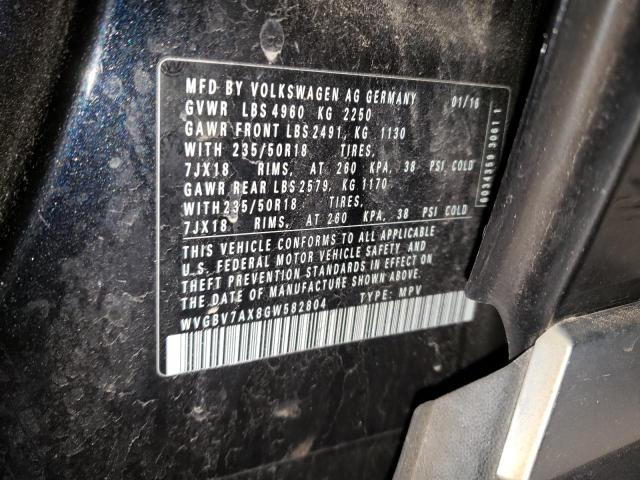 MFD BY VOLKSWAGEN AG GERMANY 01/16
GVWR LBS 4960 KG 2250
GAWR FRONT LBS 2491, KG 1130
WITH 235/50R18 TIRES,
7JX18 RIMS, AT 260 KPA, 38 PSI COLD
GAWR REAR LBS 2579, KG 1170
WITH 235/50R18 TIRES,
7JX18 RIMS, AT 260 KPA, 38 PSI COLD
THIS VEHICLE CONFORMS TO ALL APPLICABLE
U.S. FEDERAL MOTOR VEHICLE SAFETY AND
THEFT PREVENTION STANDARDS IN EFFECT ON
THE DATE OF MANUFACTURE SHOWN ABOVE.
WVGBV7AX8GW582804 TYPE: MPV